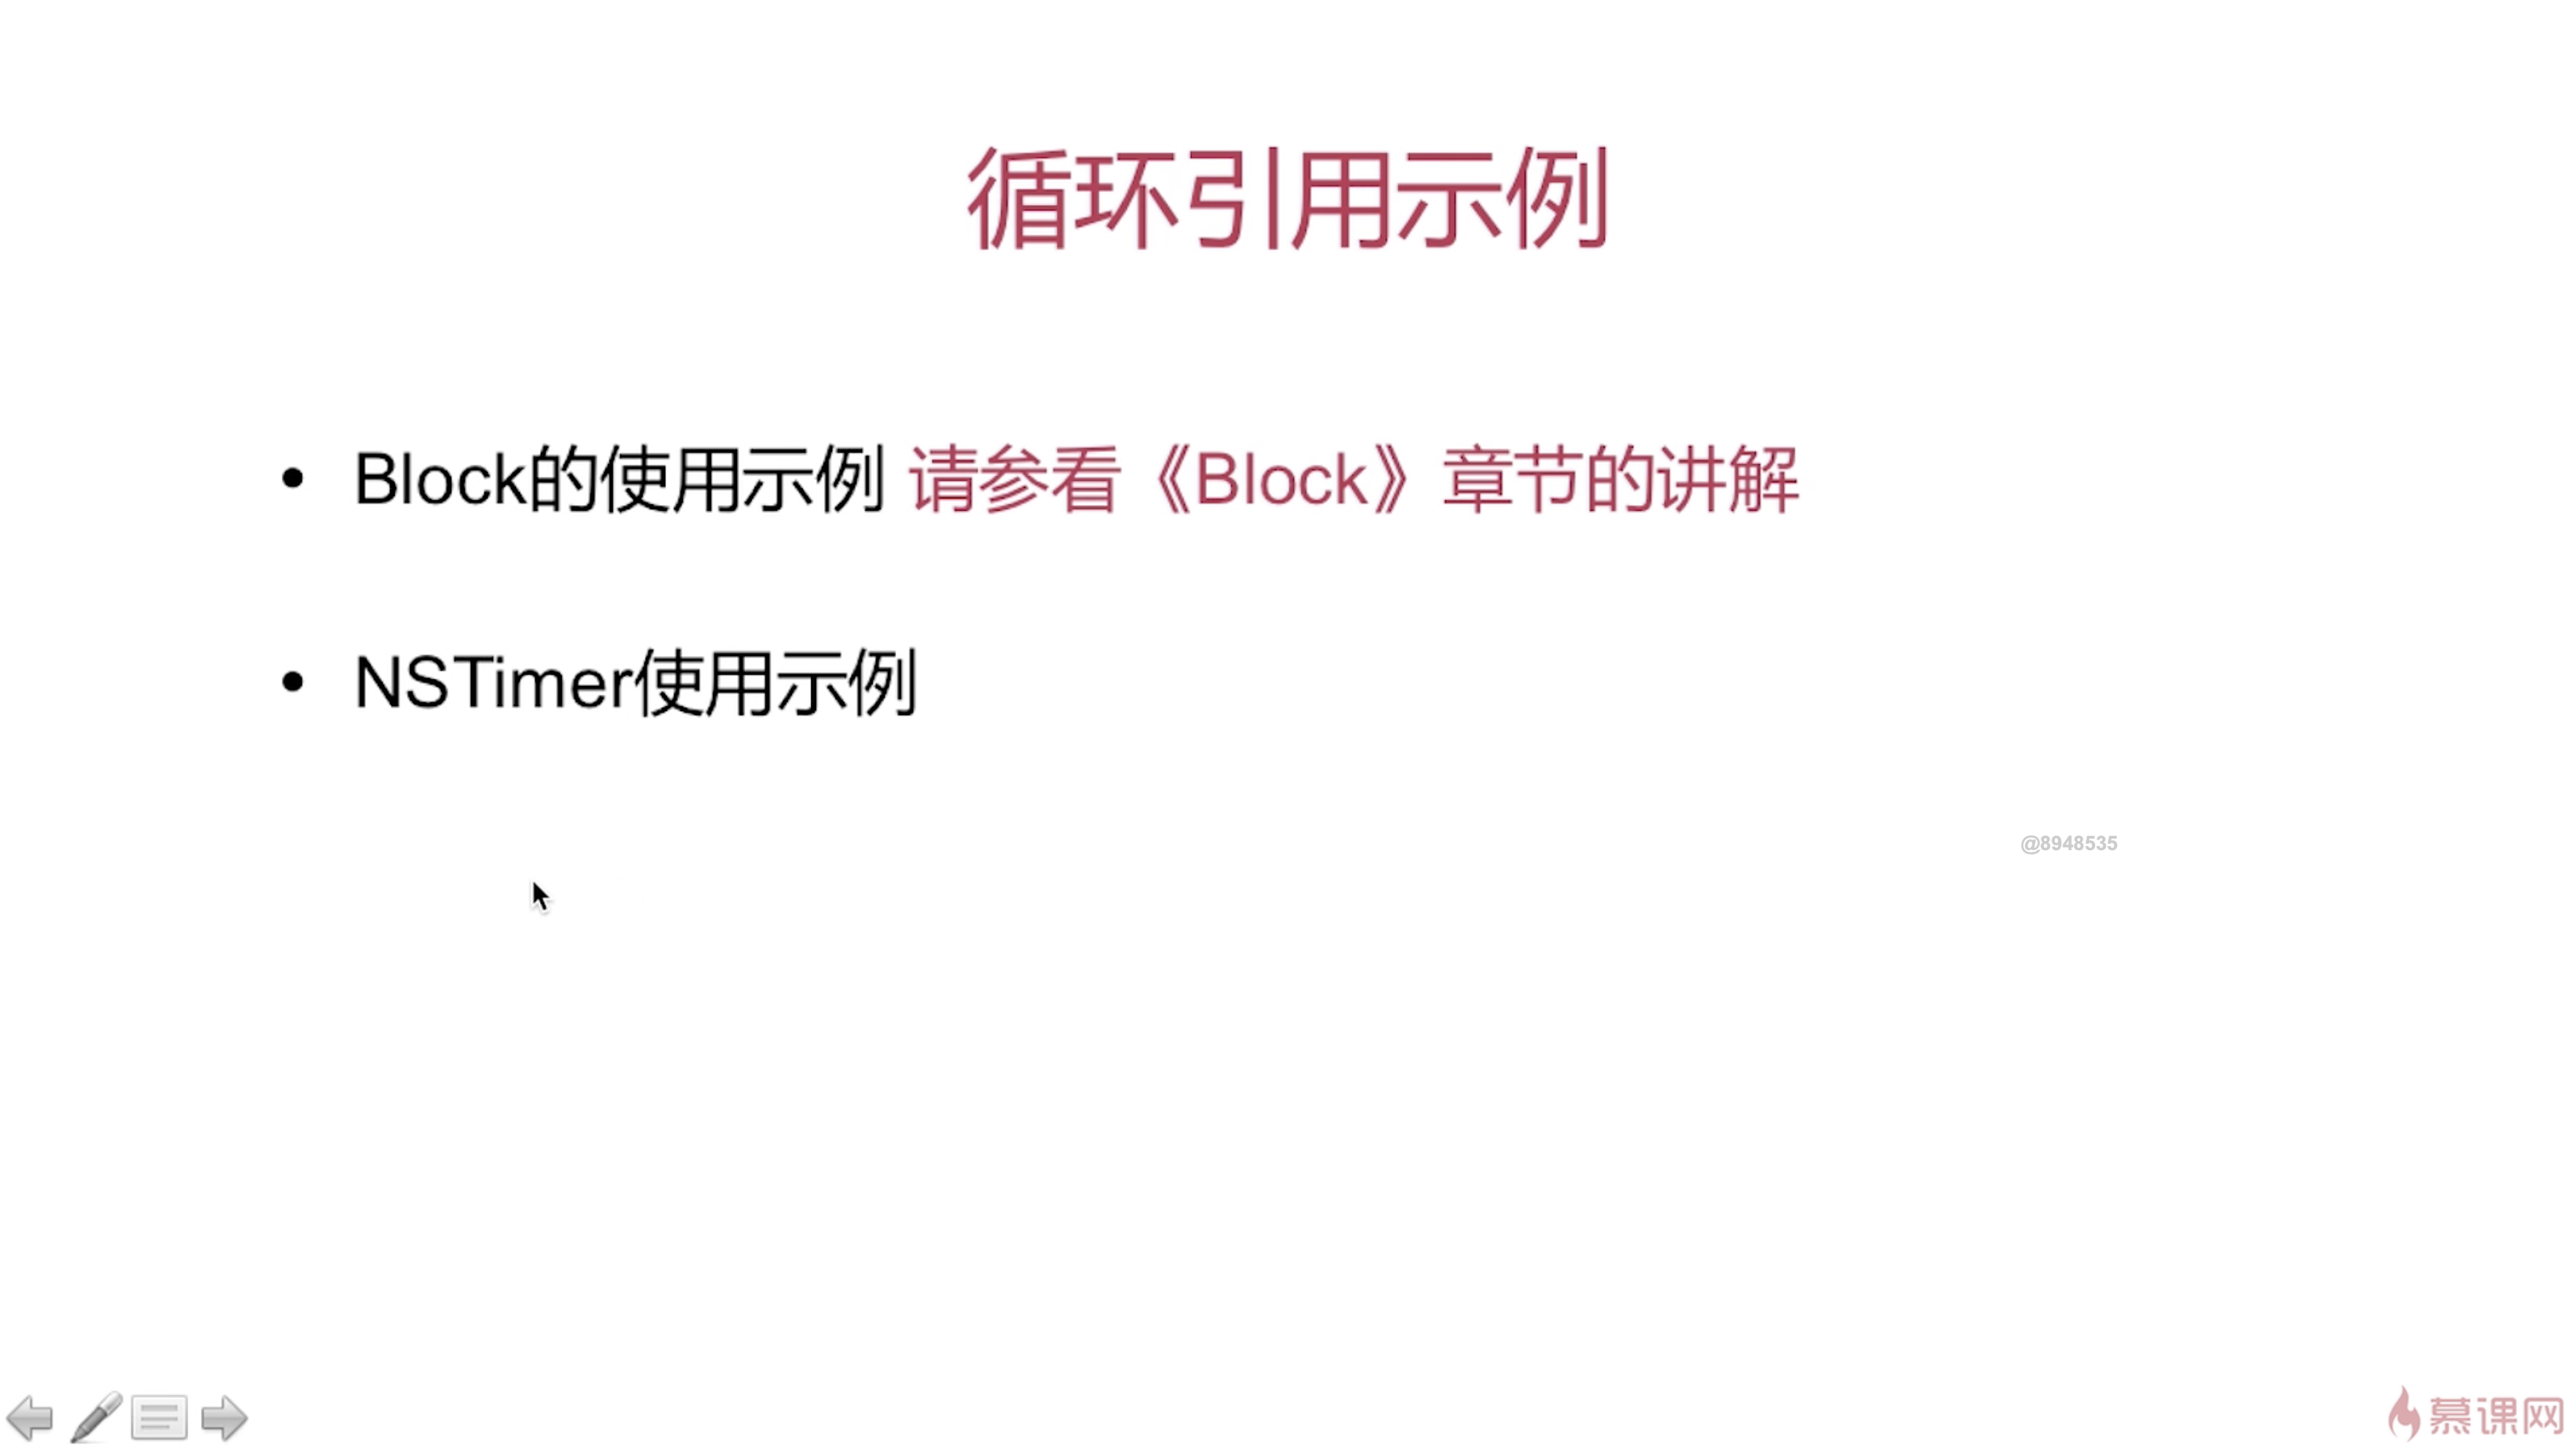 循环引用示例
• Block的使用示例 请参看《Block》章节的讲解
• NSTimer使用示例
@8948535
慕课网